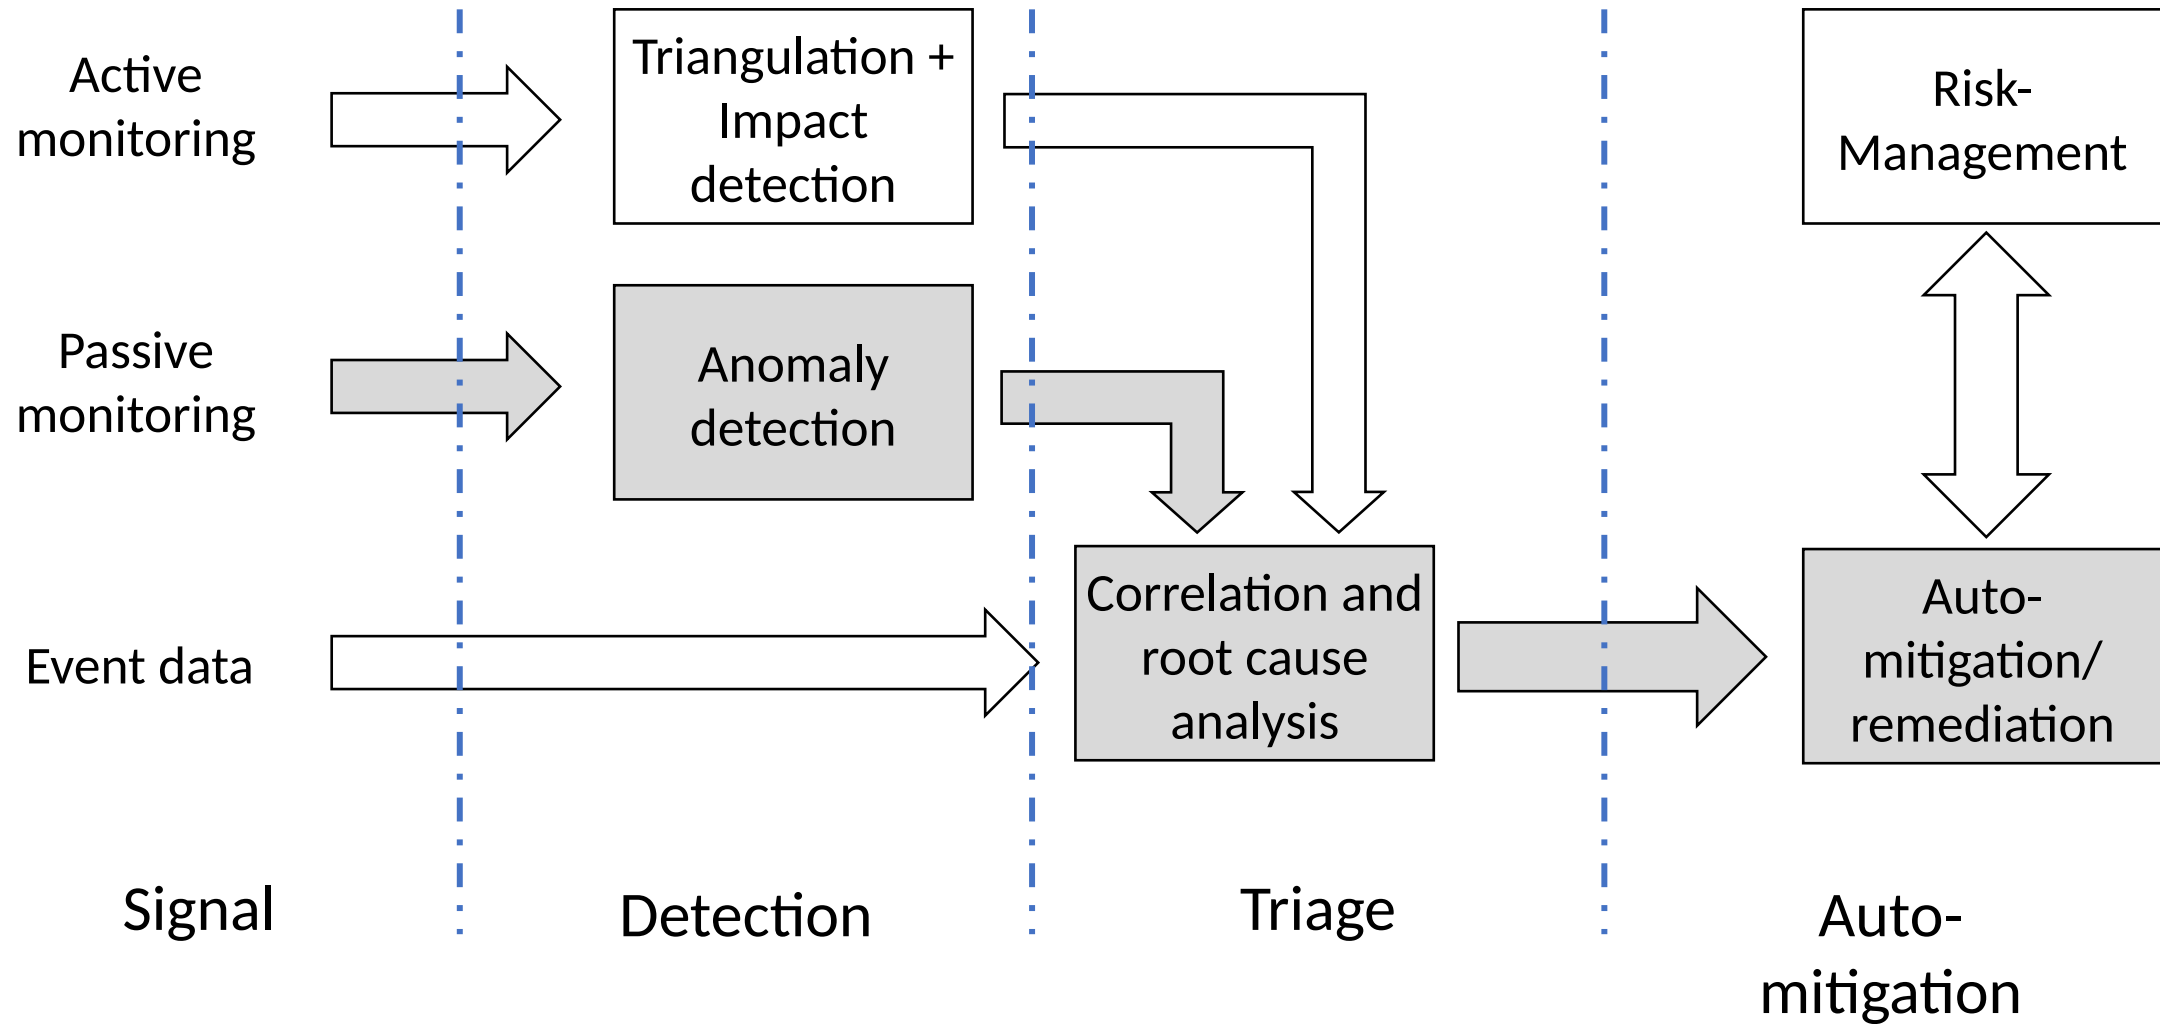 Active
monitoring
Triangulation +
Impact
detection
Risk-
Management
Passive
monitoring
Anomaly
detection
Event data
Correlation and
root cause
analysis
Auto-
mitigation/
remediation
Signal
Detection
Triage
Auto-
mitigation